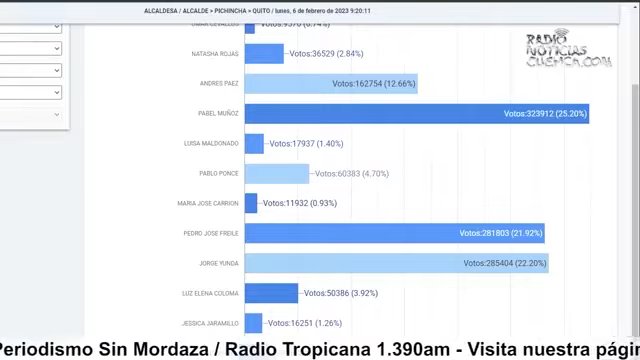 ALCALDESA / ALCALDE > PICHINCHA > QUITO / lunes, 6 de febrero de 2023 9:20:11
RADIO
NOTICIAS
CUENCA.COM
NATASHA ROJAS Votos:36529 (2.84%)
ANDRES PAEZ Votos:162754 (12.66%)
PABEL MUÑOZ Votos:323912 (25.20%)
LUISA MALDONADO Votos:17937 (1.40%)
PABLO PONCE Votos:60383 (4.70%)
MARIA JOSE CARRION Votos:11932 (0.93%)
PEDRO JOSE FREILE Votos:281803 (21.92%)
JORGE YUNDA Votos:285404 (22.20%)
LUZ ELENA COLOMA Votos:50386 (3.92%)
JESSICA JARAMILLO Votos:16251 (1.26%)
Periodismo Sin Mordaza / Radio Tropicana 1.390am - Visita nuestra págin